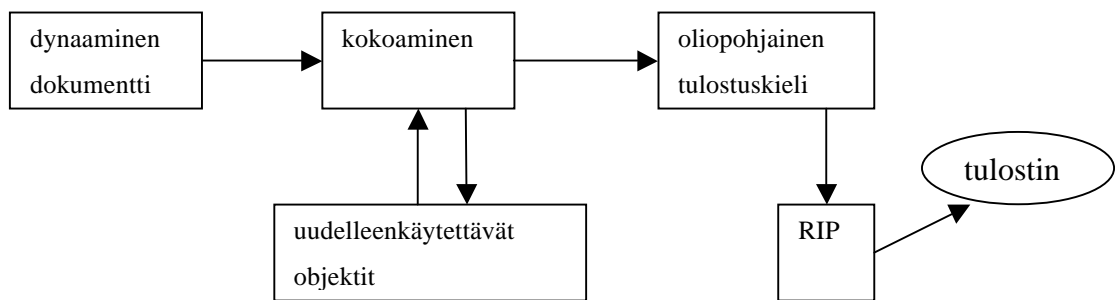 dynaaminen
dokumentti
kokoaminen
oliopohjainen
tulostuskieli
tulostin
uudelleenkäytettävät
objektit
RIP